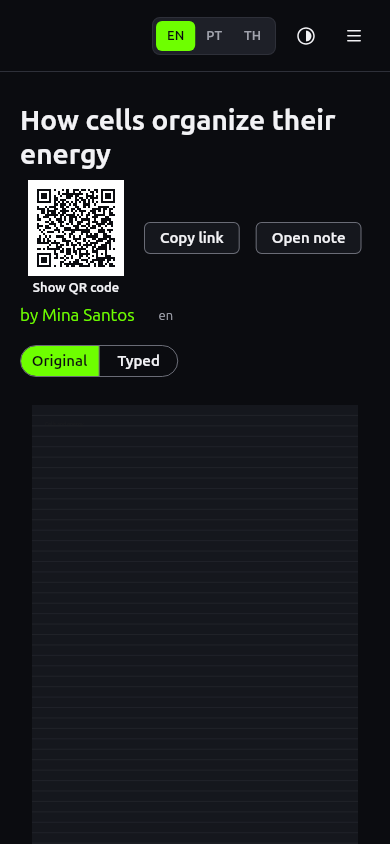 EN PT TH
How cells organize their
energy
Copy link Open note
Show QR code
by Mina Santos en
Original Typed